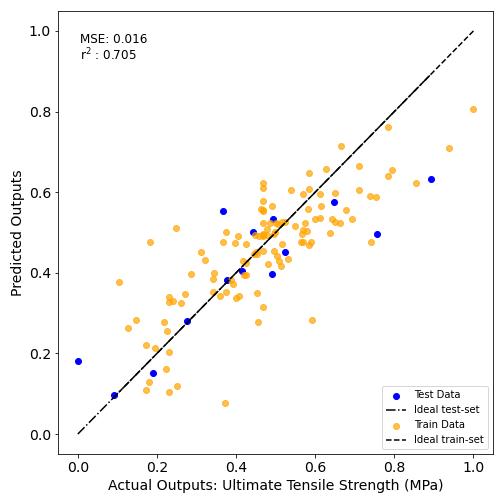 MSE: 0.016
r² : 0.705
1.0
0.8
0.6
0.4
0.2
0.0
Predicted Outputs
Test Data
Ideal test-set
Train Data
Ideal train-set
0.0 0.2 0.4 0.6 0.8 1.0
Actual Outputs: Ultimate Tensile Strength (MPa)